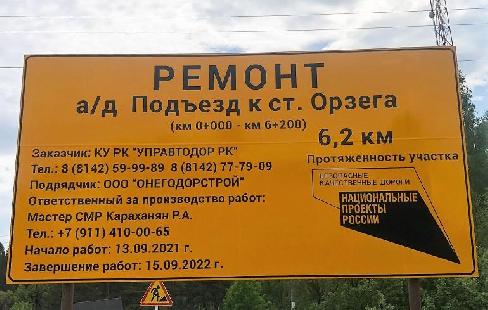 РЕМОНТ
а/д Подъезд к ст. Орзега
(км 0+000 - км 6+200)
6,2 км
Протяженность участка
Заказчик: КУ РК "УПРАВТОДОР РК"
Тел.: 8 (8142) 59-99-89 8 (8142) 77-79-09
Подрядчик: ООО "ОНЕГОДОРСТРОЙ"
Ответственный за производство работ:
Мастер СМР Караханян Р.А.
Тел.: +7 (911) 410-00-65
Начало работ: 13.09.2021 г.
Завершение работ: 15.09.2022 г.
БЕЗОПАСНЫЕ
КАЧЕСТВЕННЫЕ ДОРОГИ
НАЦИОНАЛЬНЫЕ
ПРОЕКТЫ
РОССИИ